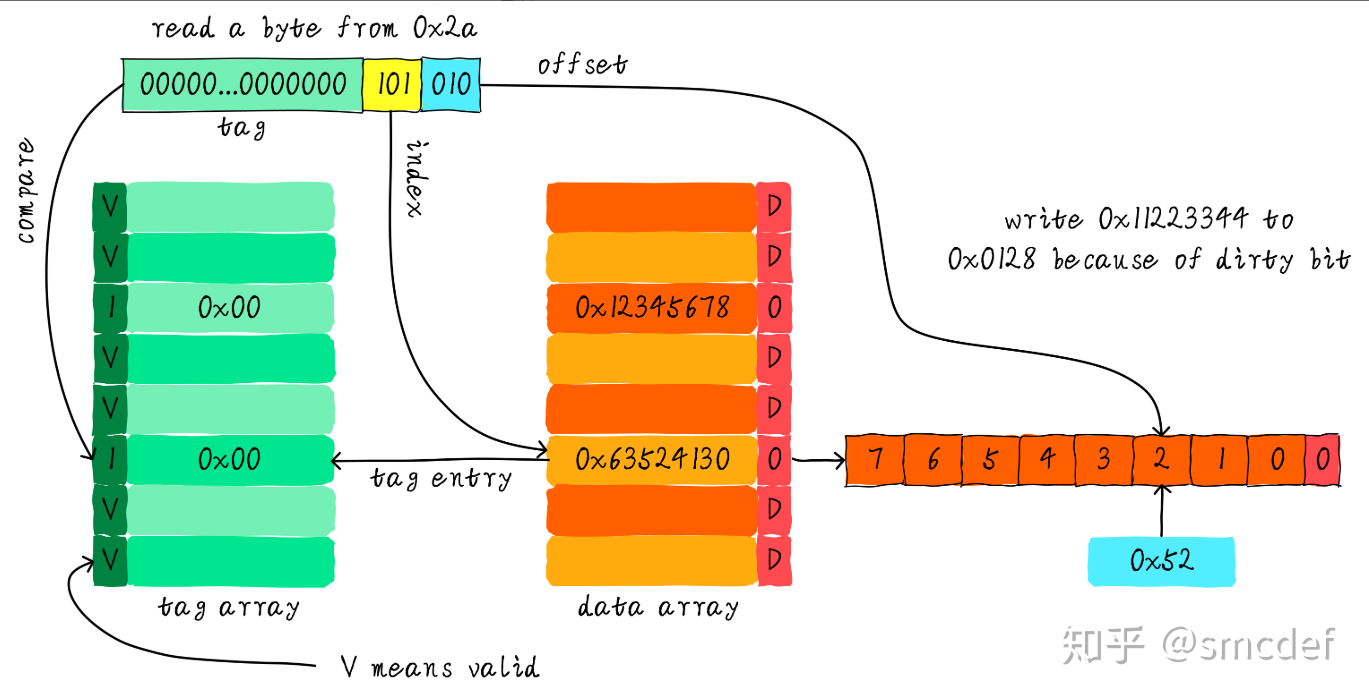 read a byte from 0x2a
offset
00000...0000000 101 010
tag
compare
index
V D
V D
1 0x00 0x12345678 0
V D
V D
1 0x00 0x63524130 0
V D
V D
tag entry
tag array
data array
V means valid
write 0x11223344 to
0x0128 because of dirty bit
7 6 5 4 3 2 1 0 0
0x52
知乎 @smcdef